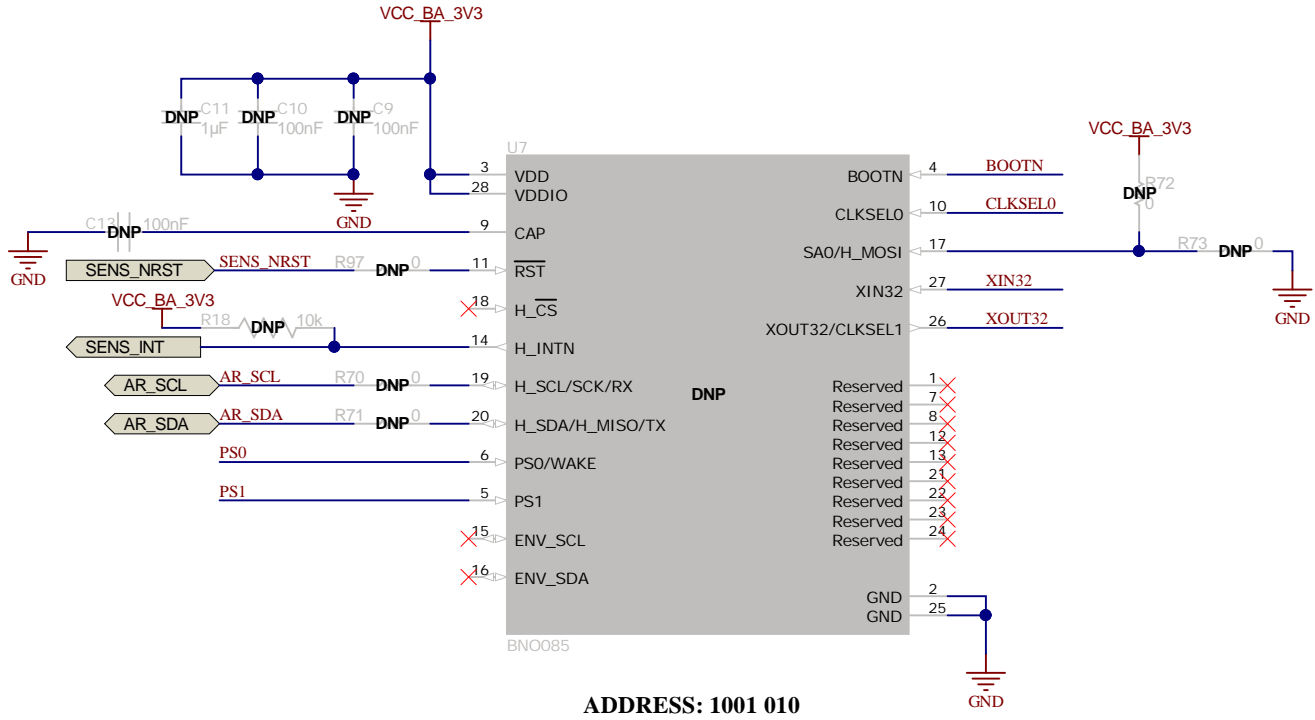 VCC_BA_3V3
DNP C11 1µF
DNP C10 100nF
DNP C9 100nF
GND
U7
3 VDD
28 VDDIO
C13 DNP 100nF 9 CAP
GND
SENS_NRST SENS_NRST R97 DNP 0 11 RST
18 H_CS
VCC_BA_3V3
R18 DNP 10k
SENS_INT 14 H_INTN
AR_SCL AR_SCL R70 DNP 0 19 H_SCL/SCK/RX
AR_SDA AR_SDA R71 DNP 0 20 H_SDA/H_MISO/TX
PS0 6 PS0/WAKE
PS1 5 PS1
15 ENV_SCL
16 ENV_SDA
DNP
BOOTN 4 BOOTN
CLKSEL0 10 CLKSEL0
SA0/H_MOSI 17
XIN32 27 XIN32
XOUT32/CLKSEL1 26 XOUT32
Reserved 1
Reserved 7
Reserved 8
Reserved 12
Reserved 13
Reserved 21
Reserved 22
Reserved 23
Reserved 24
GND 2
GND 25
GND
VCC_BA_3V3
DNP R72 0
R73 DNP 0
GND
BNO085
ADDRESS: 1001 010